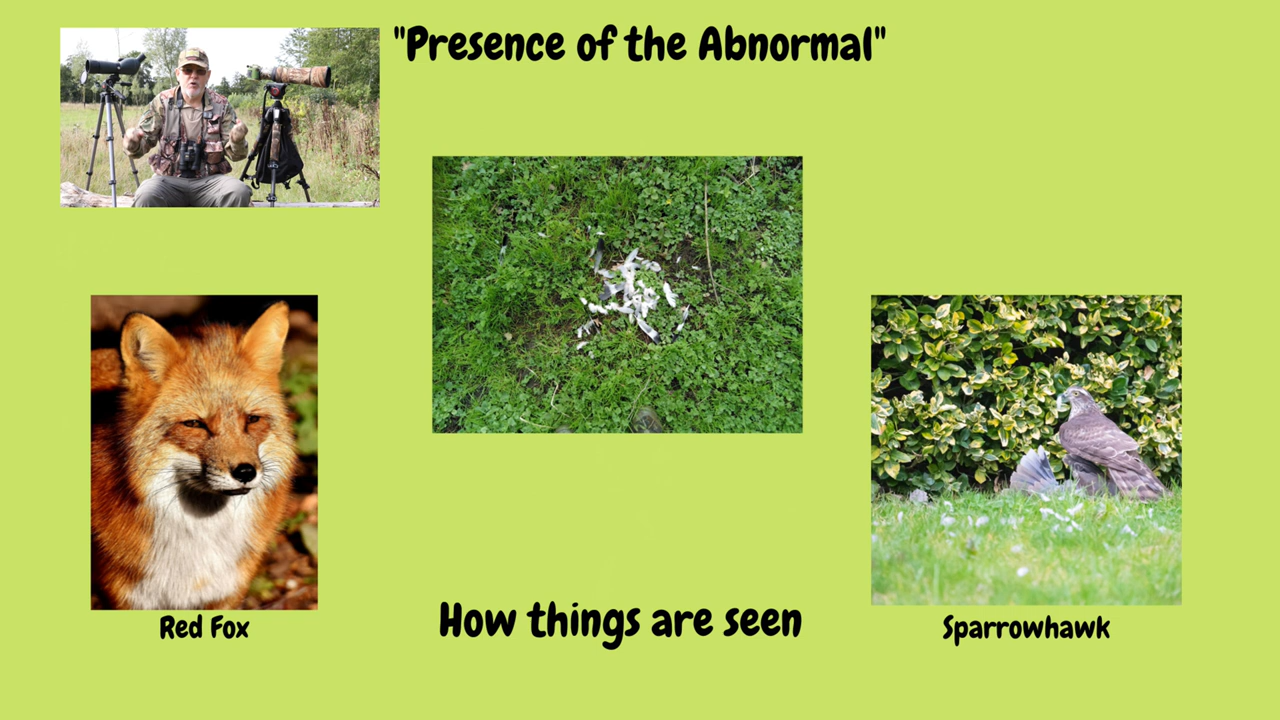 "Presence of the Abnormal"
How things are seen
Red Fox
Sparrowhawk